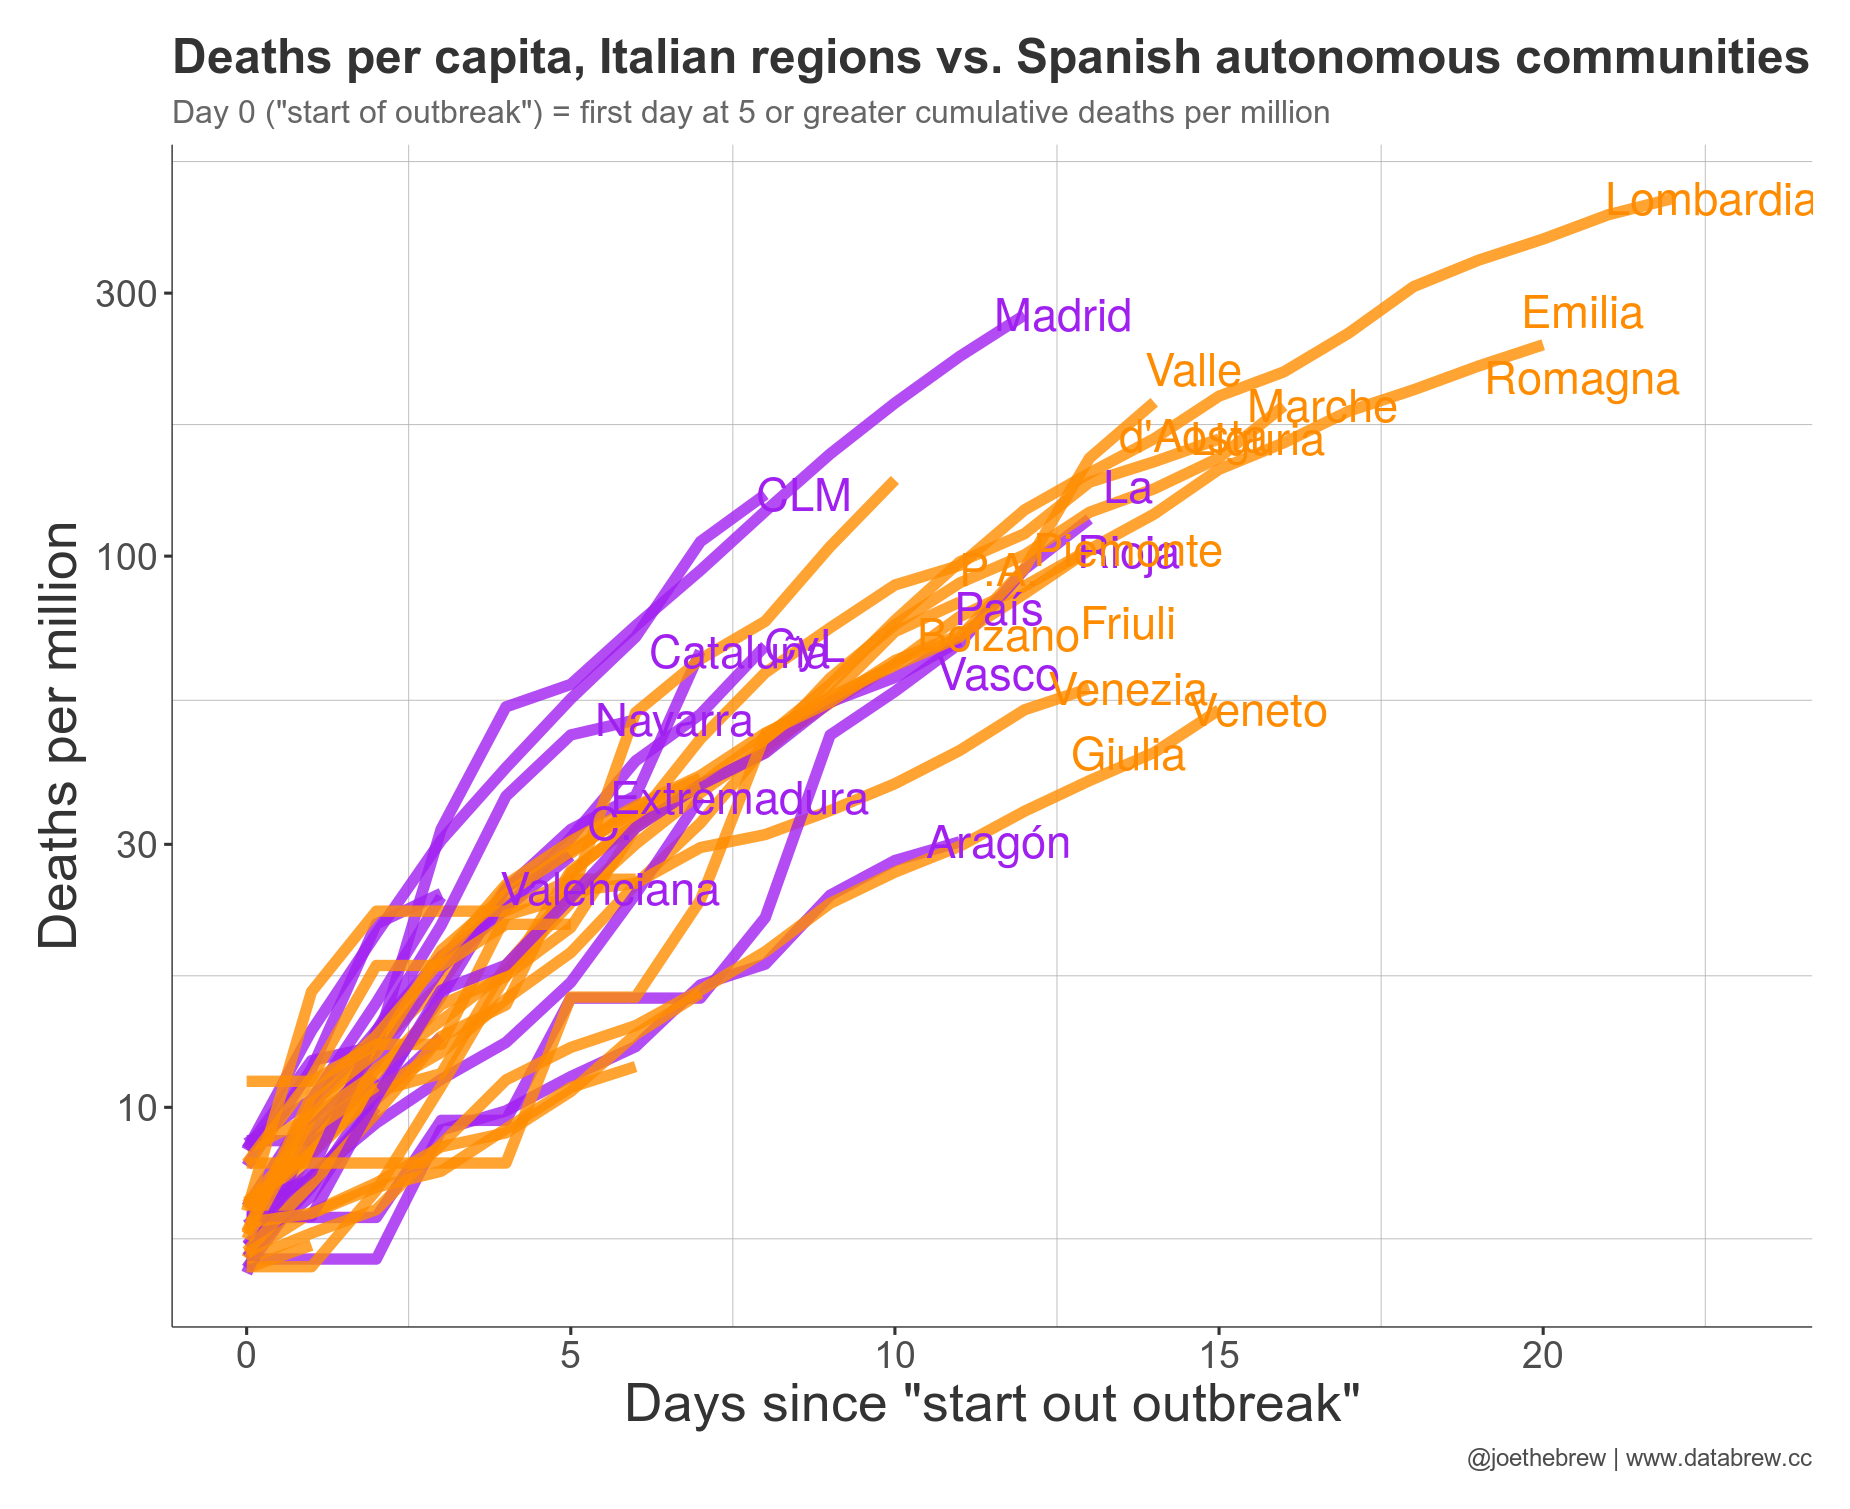 Deaths per capita, Italian regions vs. Spanish autonomous communities
Day 0 ("start of outbreak") = first day at 5 or greater cumulative deaths per million
Deaths per million
300
100
30
10
Lombardia
Madrid
Emilia
Romagna
Valle
d'Aosta
Marche
Liguria
CLM
La
Rioja
Piemonte
P.A.
Bolzano
País
Vasco
Friuli
Venezia
Giulia
Cataluña
CyL
Veneto
Navarra
Extremadura
C.
Valenciana
Aragón
0
5
10
15
20
Days since "start out outbreak"
@joethebrew | www.databrew.cc